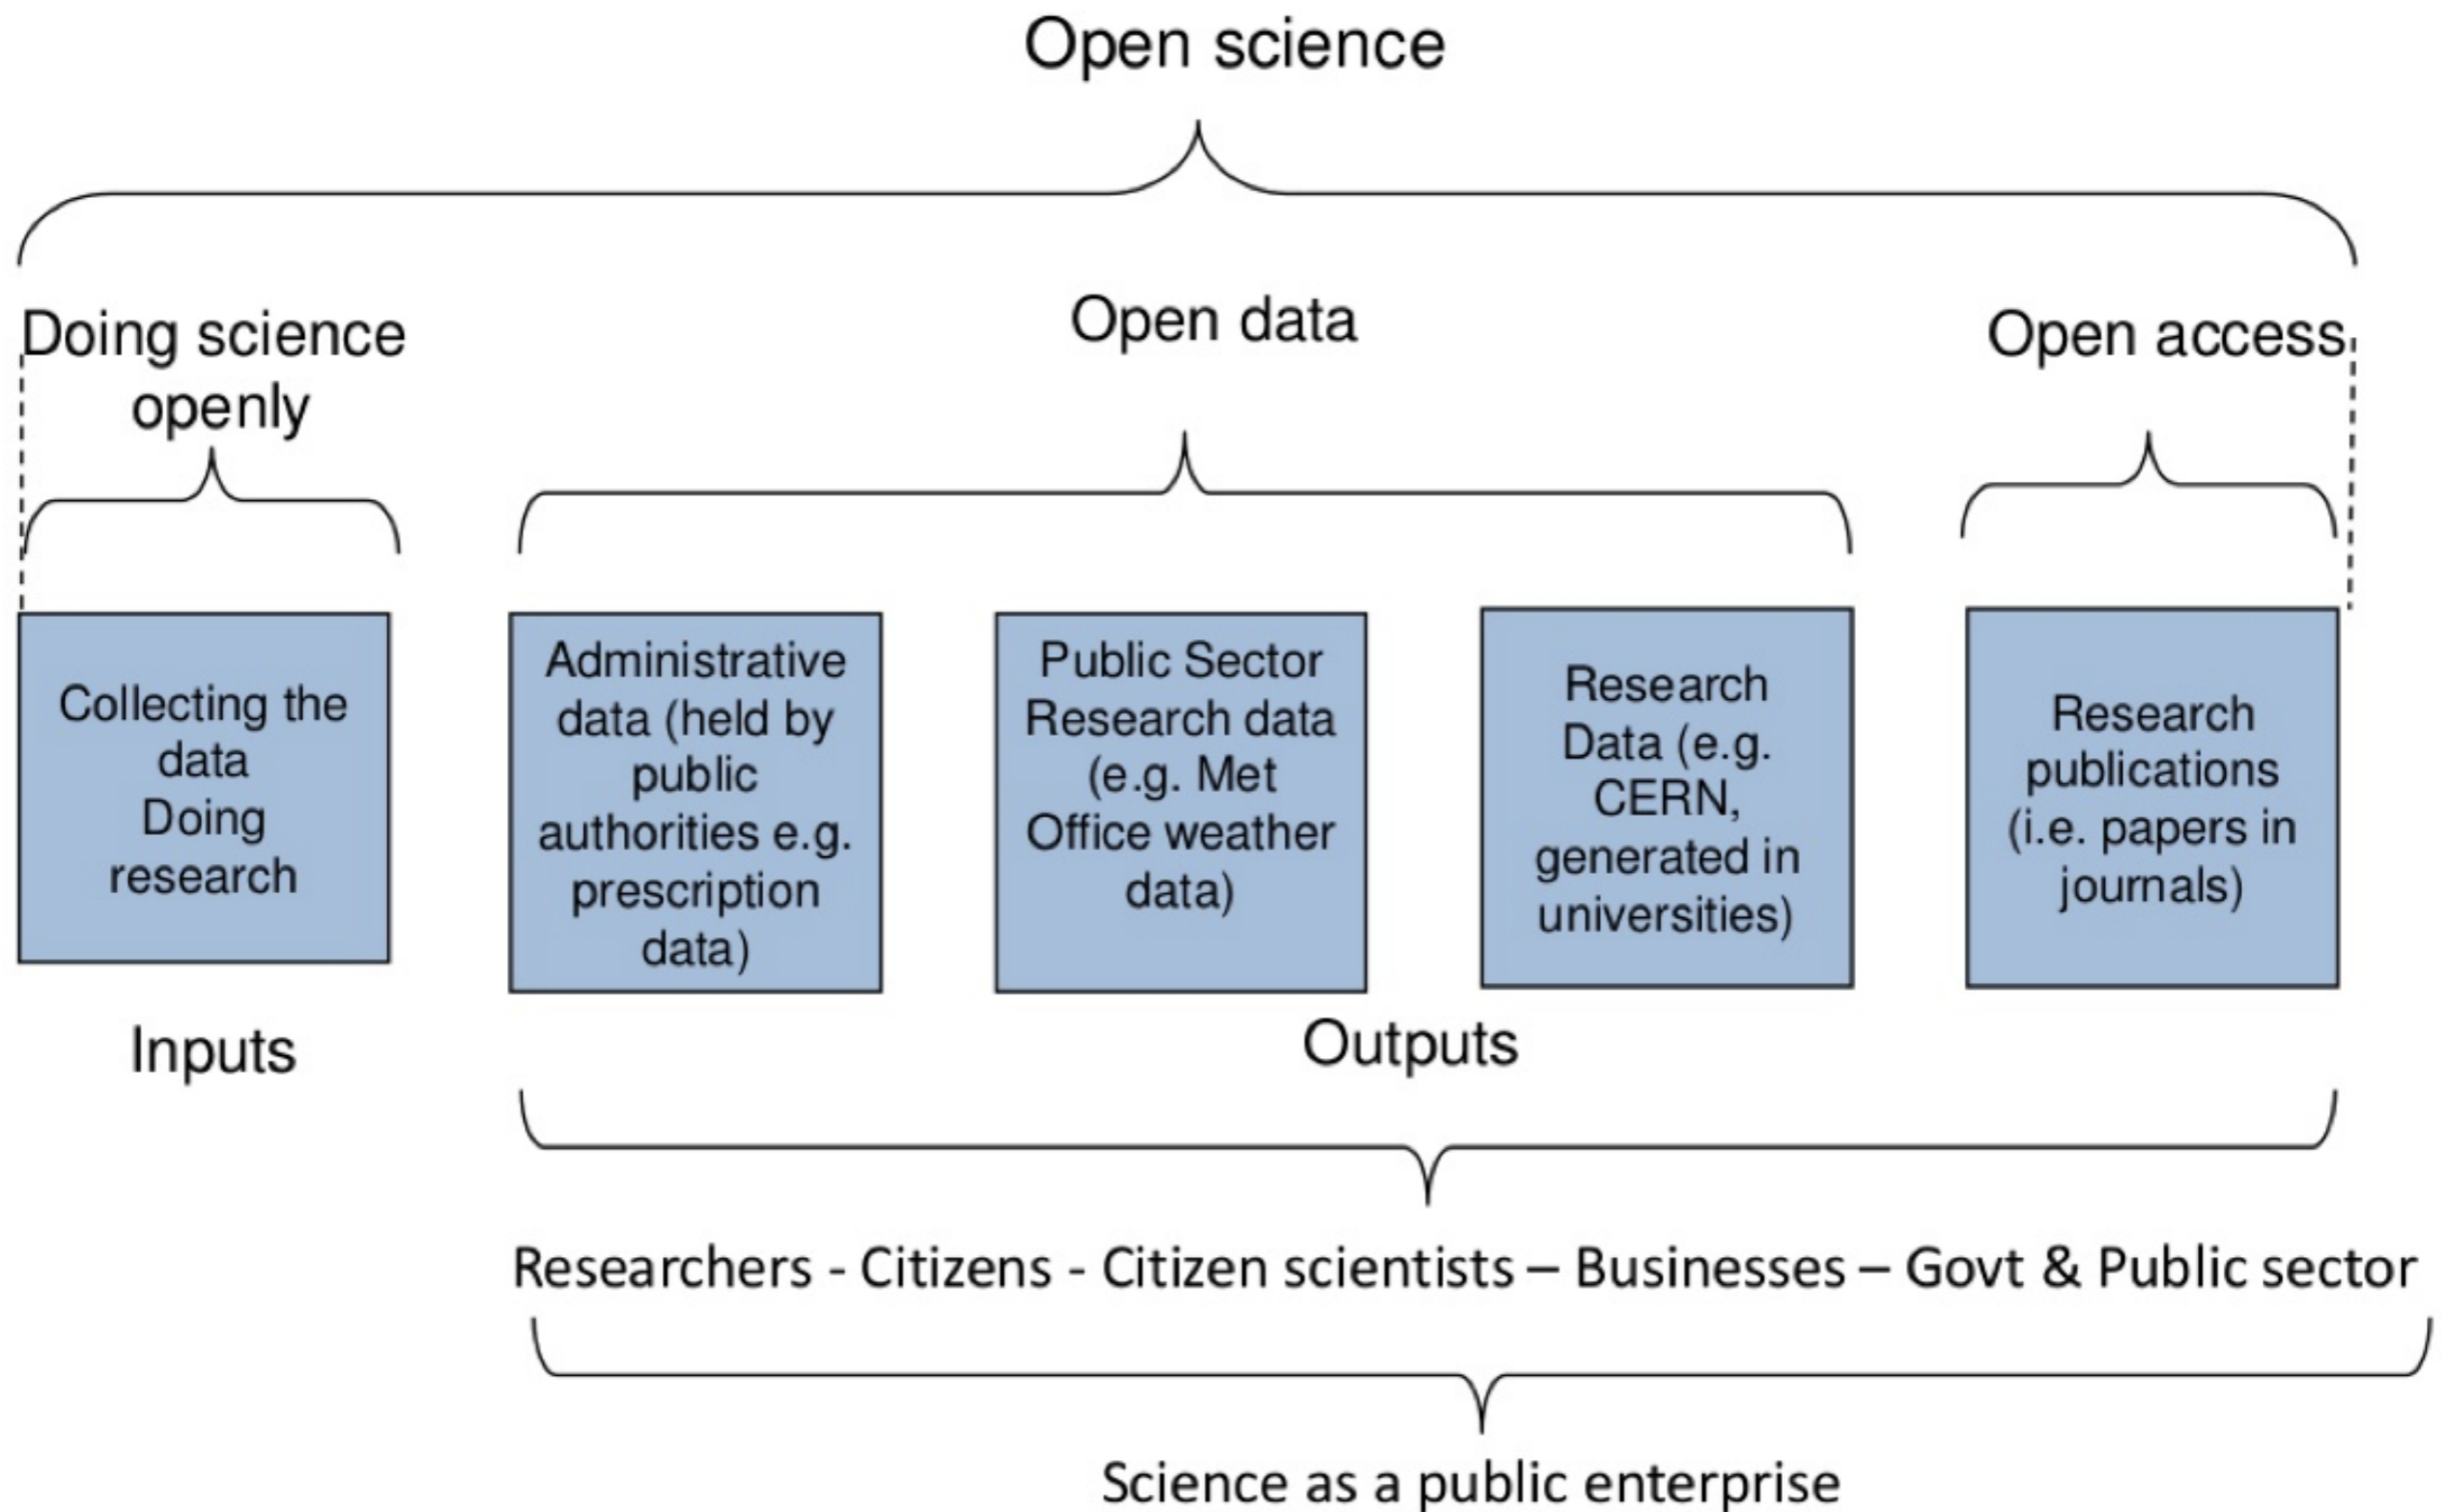 Open science
Doing science
openly
Open data
Open access
Collecting the
data
Doing
research
Administrative
data (held by
public
authorities e.g.
prescription
data)
Public Sector
Research data
(e.g. Met
Office weather
data)
Research
Data (e.g.
CERN,
generated in
universities)
Research
publications
(i.e. papers in
journals)
Inputs
Outputs
Researchers - Citizens - Citizen scientists – Businesses – Govt & Public sector
Science as a public enterprise